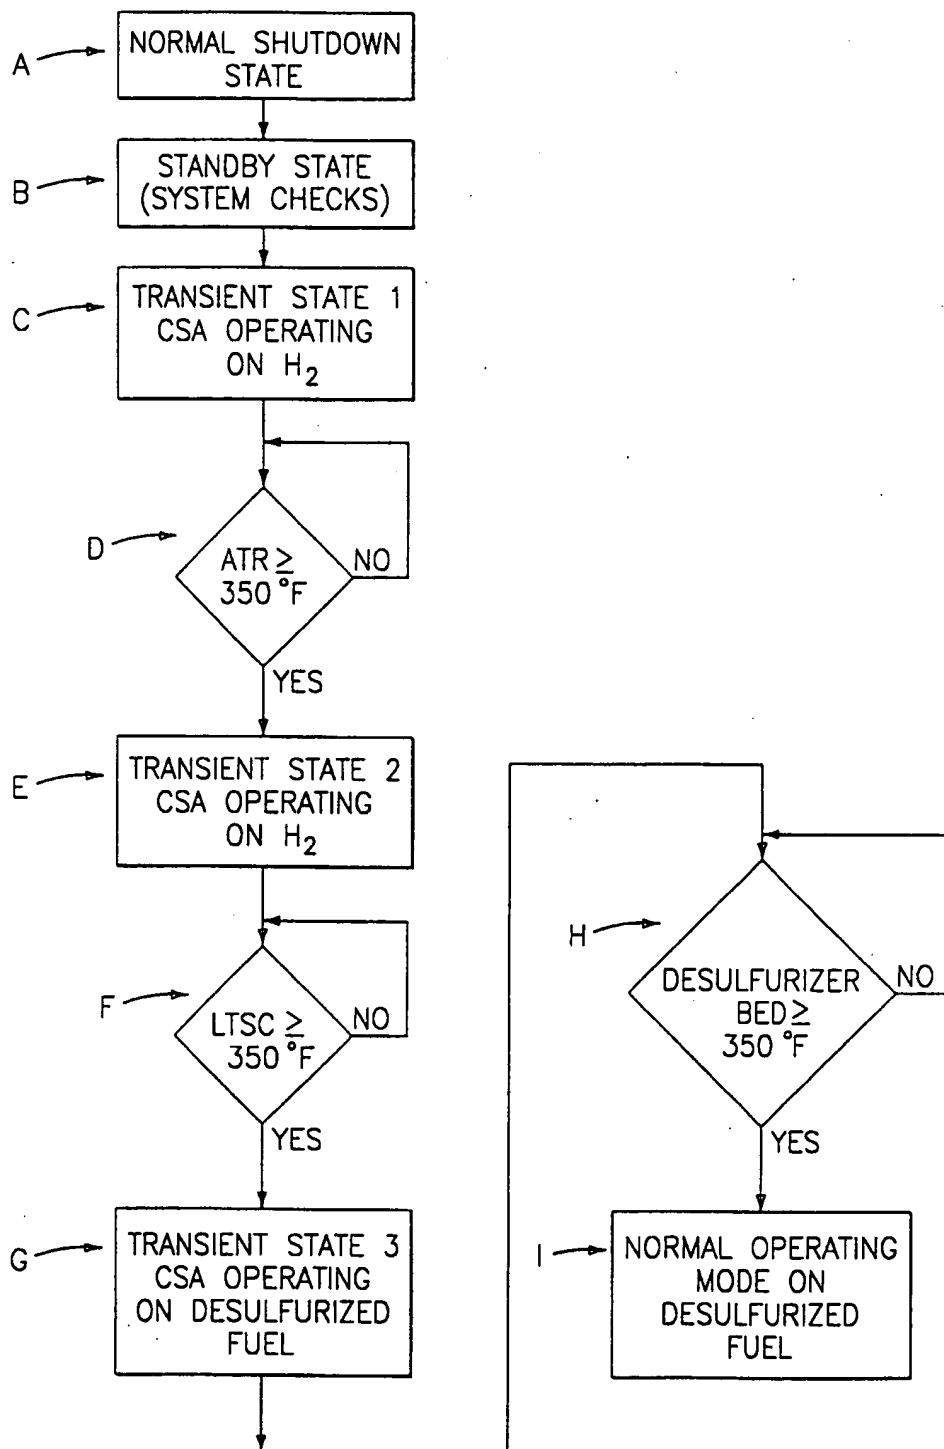 A
NORMAL SHUTDOWN
STATE
B
STANDBY STATE
(SYSTEM CHECKS)
C
TRANSIENT STATE 1
CSA OPERATING
ON H₂
D
ATR ≥
350 °F
NO
YES
E
TRANSIENT STATE 2
CSA OPERATING
ON H₂
F
LTSC ≥
350 °F
NO
YES
G
TRANSIENT STATE 3
CSA OPERATING
ON DESULFURIZED
FUEL
H
DESULFURIZER
BED ≥
350 °F
NO
YES
I
NORMAL OPERATING
MODE ON
DESULFURIZED
FUEL